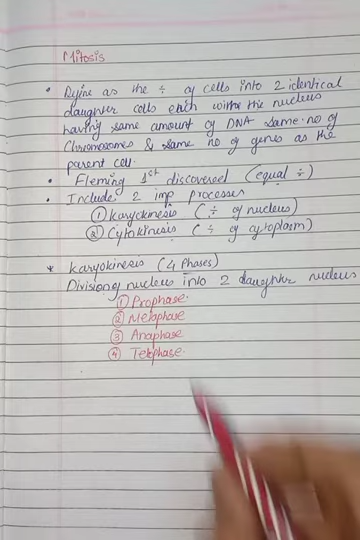 Mitosis
• Define as the ÷ of cells into 2 identical
daughter cells each with the nucleus
having same amount of DNA same no of
Chromosomes & same no of genes as the
parent cell.
• Fleming 1st discovered (equal ÷)
• Include 2 imp processes
① Karyokinesis (÷ of nucleus)
② Cytokinesis (÷ of cytoplasm)
* Karyokinesis (4 Phases)
Division of nucleus into 2 daughter nucleus
① Prophase
② Metaphase
③ Anaphase
④ Telophase